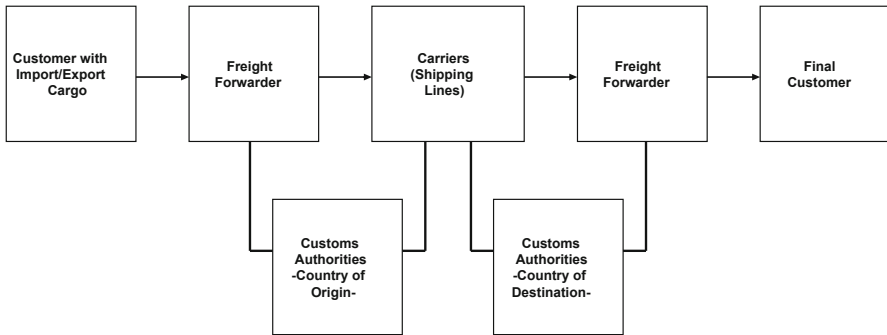 Customer with
Import/Export
Cargo
Freight
Forwarder
Carriers
(Shipping
Lines)
Freight
Forwarder
Final
Customer
Customs
Authorities
-Country of
Origin-
Customs
Authorities
-Country of
Destination-